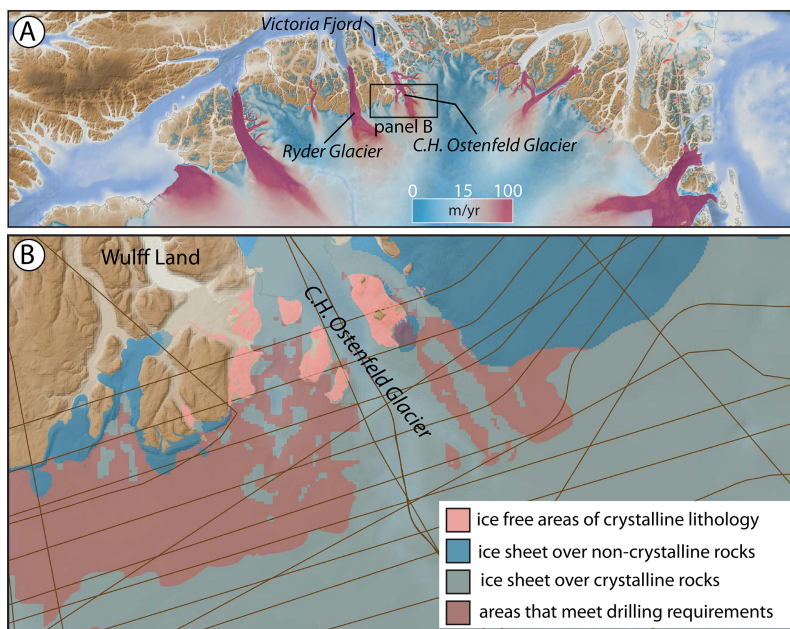 A
Victoria Fjord
panel B
Ryder Glacier
C.H. Ostenfeld Glacier
0 15 100
m/yr
B
Wulff Land
C.H. Ostenfeld Glacier
ice free areas of crystalline lithology
ice sheet over non-crystalline rocks
ice sheet over crystalline rocks
areas that meet drilling requirements